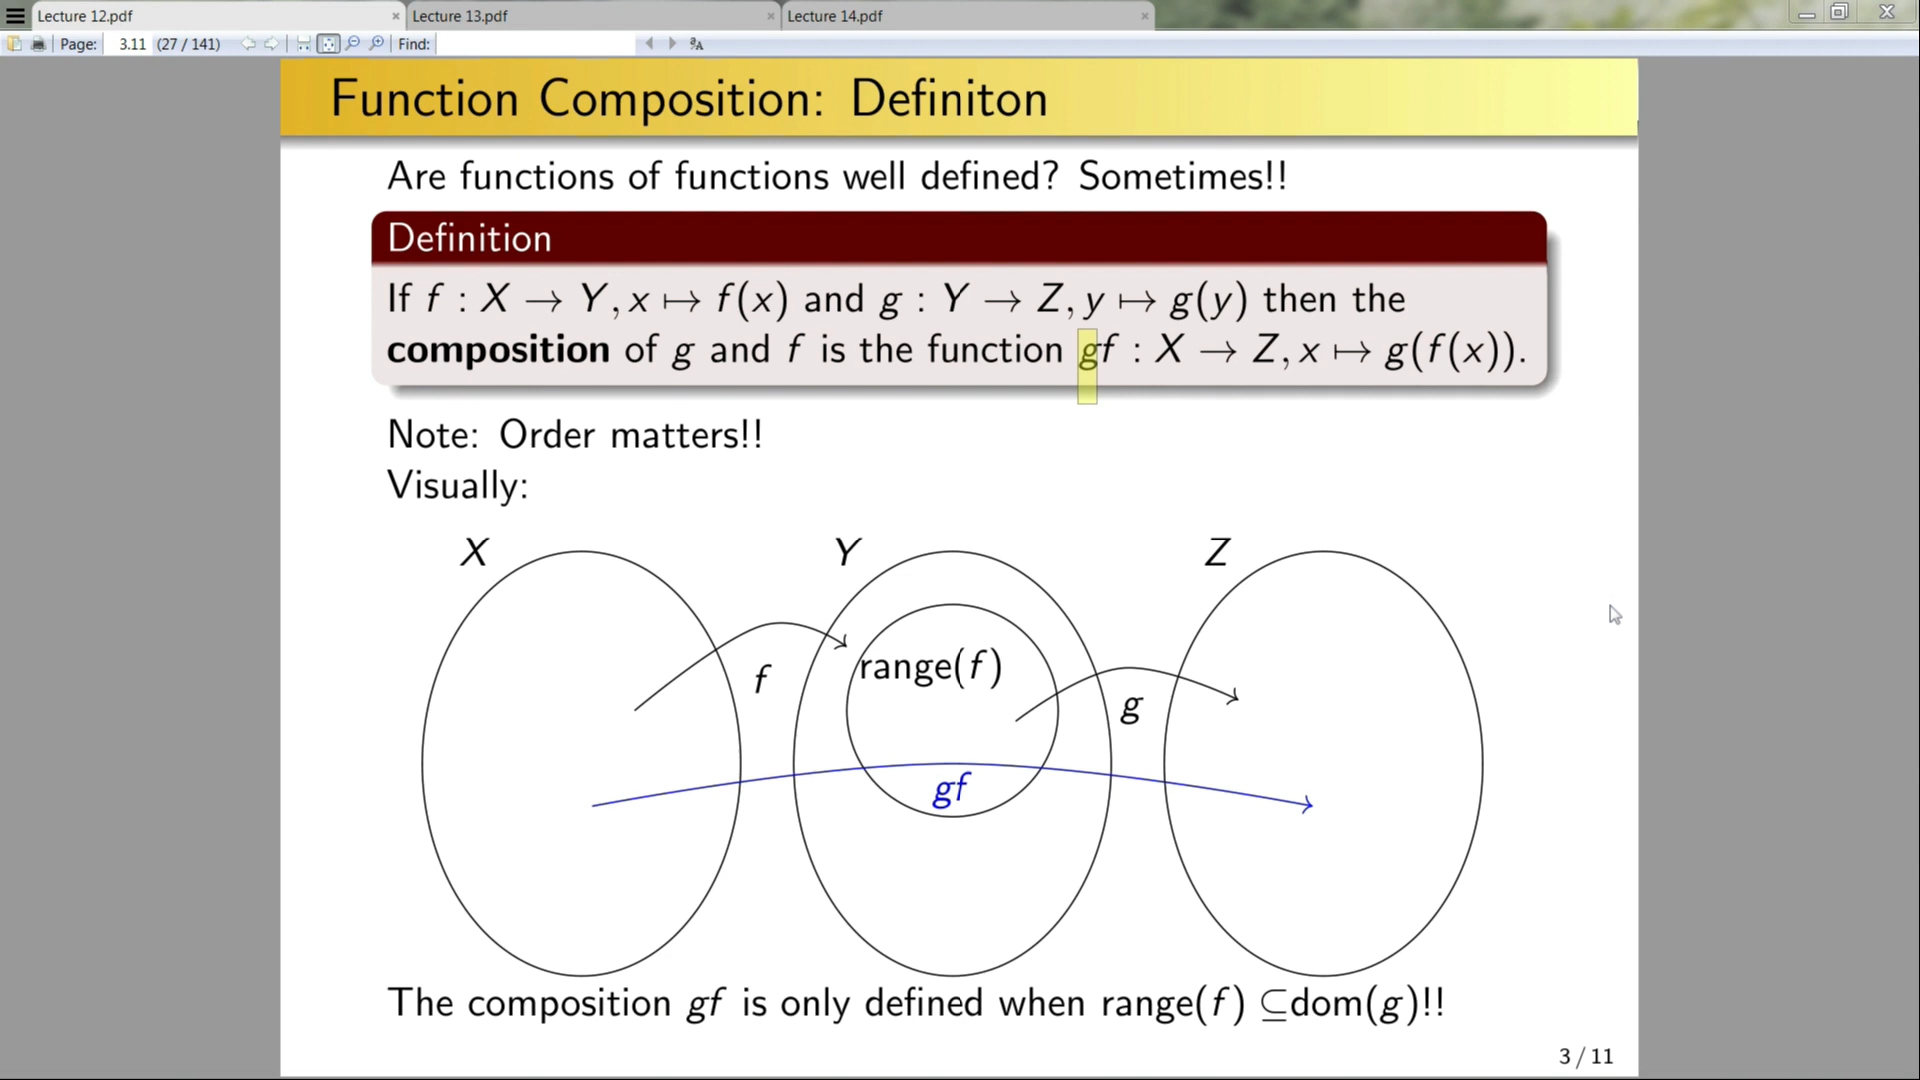 Lecture 12.pdf
Lecture 13.pdf
Lecture 14.pdf
Page: 3.11 (27 / 141) Find:
Function Composition: Definiton
Are functions of functions well defined? Sometimes!!
Definition
If f : X → Y, x ↦ f(x) and g : Y → Z, y ↦ g(y) then the
composition of g and f is the function gf : X → Z, x ↦ g(f(x)).
Note: Order matters!!
Visually:
X
Y
Z
range(f)
f
g
gf
The composition gf is only defined when range(f) ⊆dom(g)!!
3 / 11